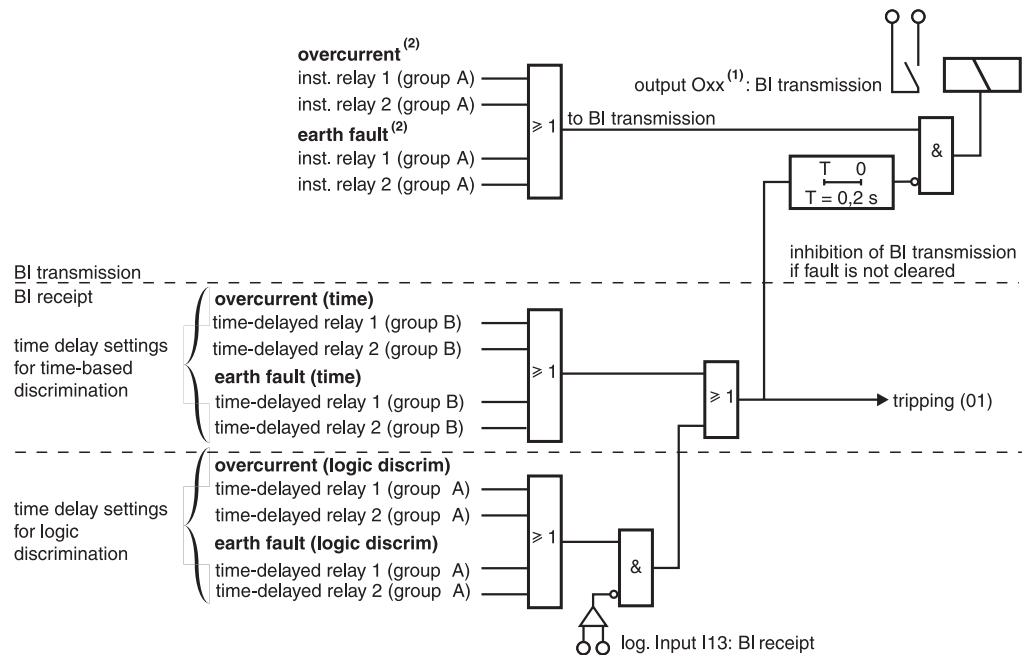 overcurrent (2)
inst. relay 1 (group A)
inst. relay 2 (group A)
earth fault (2)
inst. relay 1 (group A)
inst. relay 2 (group A)
≥ 1
output Oxx (1) : BI transmission
to BI transmission
&
T 0
T = 0,2 s
inhibition of BI transmission
if fault is not cleared
BI transmission
BI receipt
time delay settings
for time-based
discrimination
overcurrent (time)
time-delayed relay 1 (group B)
time-delayed relay 2 (group B)
earth fault (time)
time-delayed relay 1 (group B)
time-delayed relay 2 (group B)
≥ 1
≥ 1
tripping (01)
time delay settings
for logic
discrimination
overcurrent (logic discrim)
time-delayed relay 1 (group A)
time-delayed relay 2 (group A)
earth fault (logic discrim)
time-delayed relay 1 (group A)
time-delayed relay 2 (group A)
≥ 1
&
log. Input I13: BI receipt